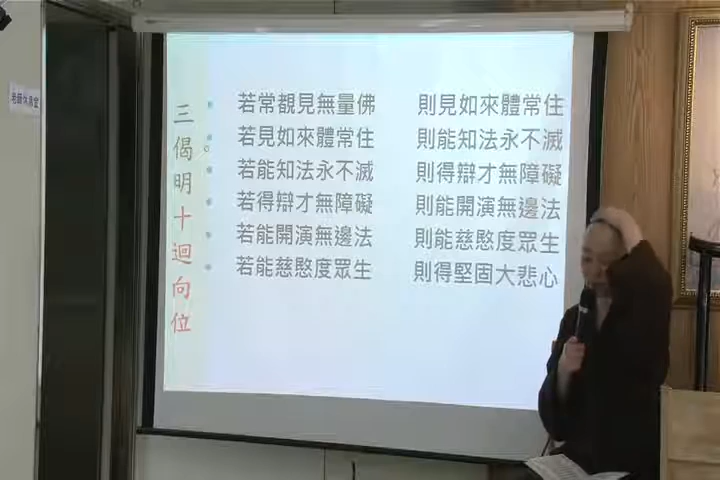 三偈明十迴向位
若常覩見無量佛 則見如來體常住
若見如來體常住 則能知法永不滅
若能知法永不滅 則得辯才無障礙
若得辯才無障礙 則能開演無邊法
若能開演無邊法 則能慈愍度眾生
若能慈愍度眾生 則得堅固大悲心